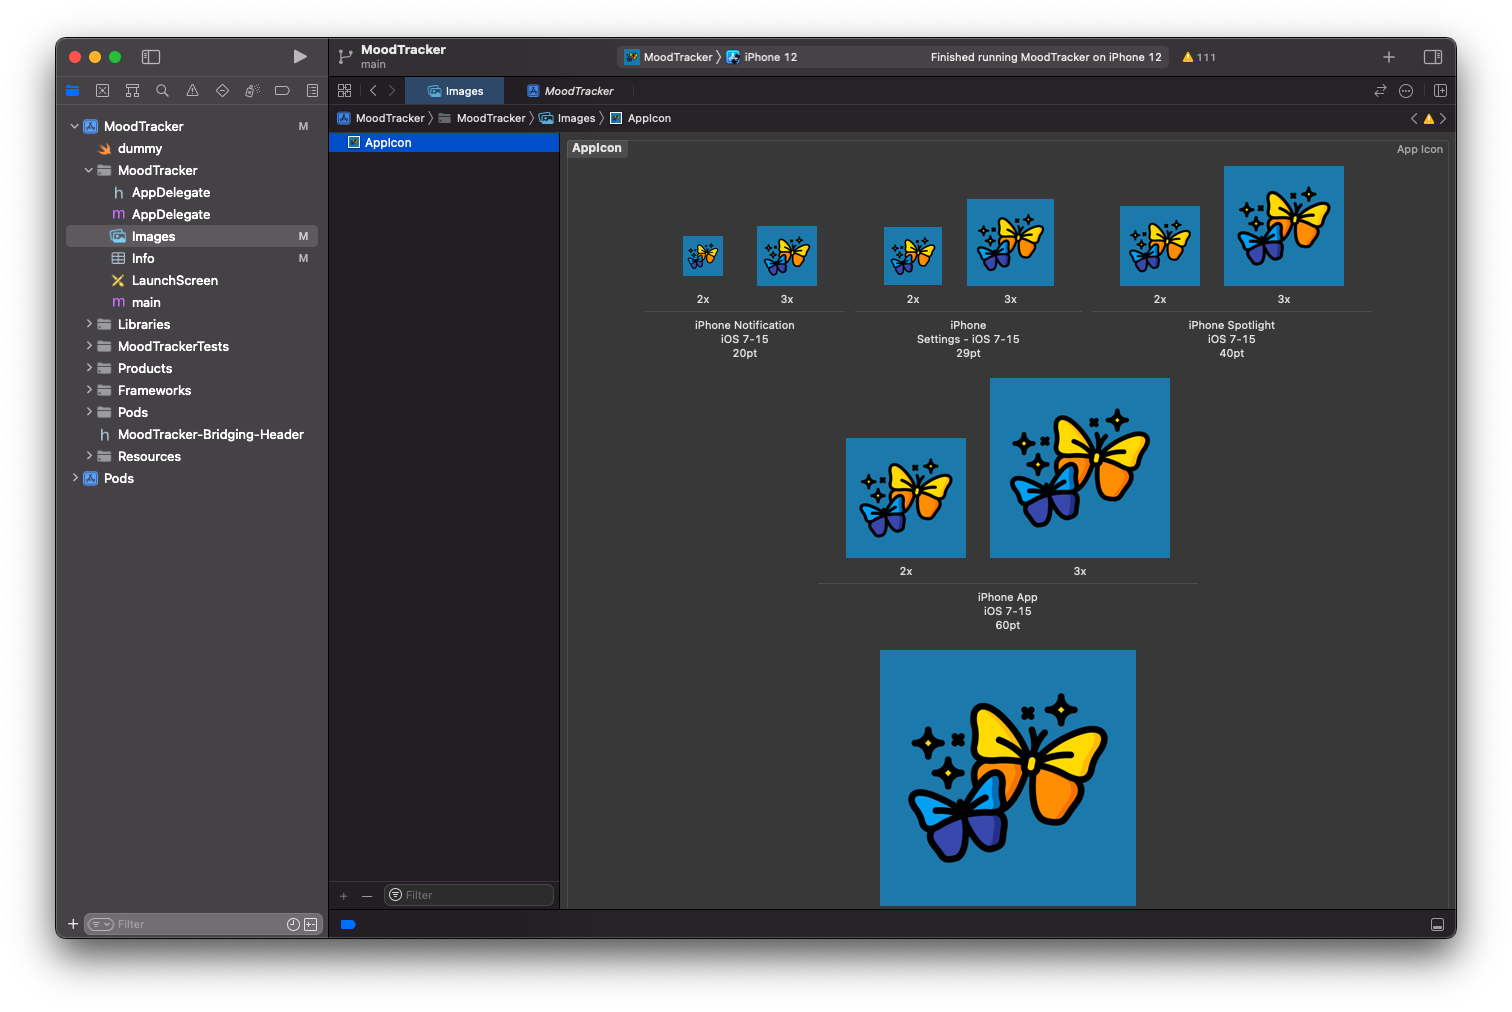 MoodTracker
main
MoodTracker
iPhone 12
Finished running MoodTracker on iPhone 12
111
Images
MoodTracker
MoodTracker
MoodTracker
Images
AppIcon
MoodTracker
M
dummy
MoodTracker
h AppDelegate
m AppDelegate
Images
M
Info
M
LaunchScreen
m main
Libraries
MoodTrackerTests
Products
Frameworks
Pods
h MoodTracker-Bridging-Header
Resources
Pods
Filter
AppIcon
Filter
AppIcon
App Icon
2x
3x
iPhone Notification
iOS 7-15
20pt
2x
3x
iPhone
Settings - iOS 7-15
29pt
2x
3x
iPhone Spotlight
iOS 7-15
40pt
2x
3x
iPhone App
iOS 7-15
60pt